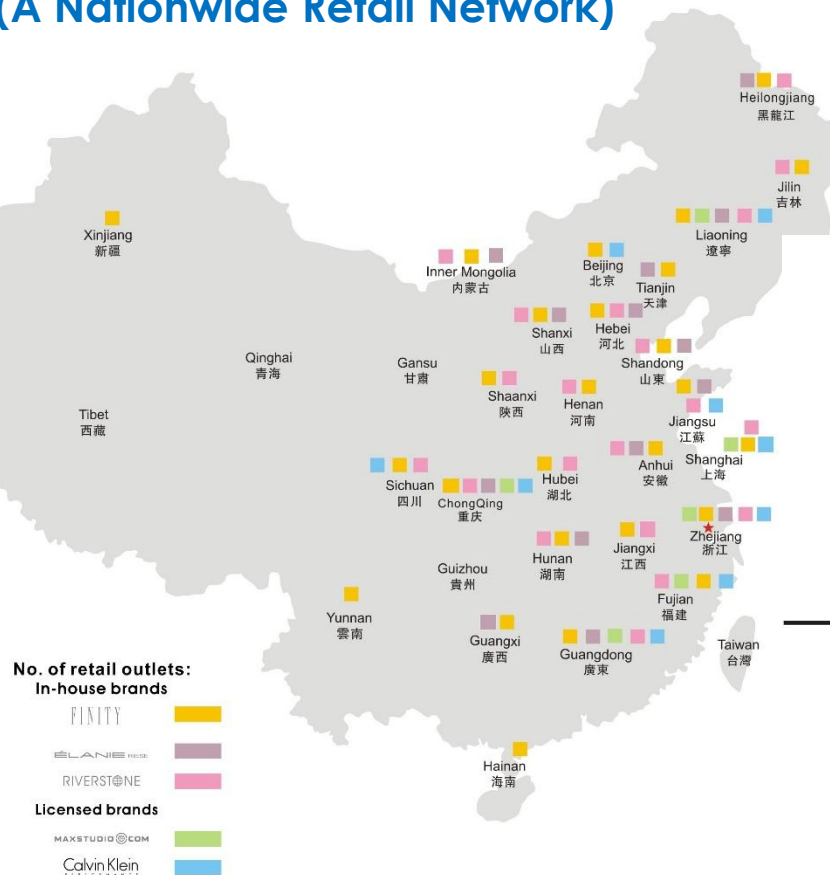 (A Nationwide Retail Network)
Heilongjiang
黑龍江
Jilin
吉林
Xinjiang
新疆
Liaoning
遼寧
Inner Mongolia
内蒙古
Beijing
北京
Tianjin
天津
Shanxi
山西
Hebei
河北
Qinghai
青海
Gansu
甘肅
Shandong
山東
Shaanxi
陝西
Henan
河南
Tibet
西藏
Jiangsu
江蘇
Shanghai
上海
Anhui
安徽
Sichuan
四川
ChongQing
重庆
Hubei
湖北
Zhejiang
浙江
Hunan
湖南
Jiangxi
江西
Guizhou
貴州
Fujian
福建
Yunnan
雲南
Guangxi
廣西
Guangdong
廣東
Taiwan
台灣
Hainan
海南
No. of retail outlets:
In-house brands
FINITY
ÉLANIE
RIVERSTONE
Licensed brands
MAXSTUDIO COM
Calvin Klein